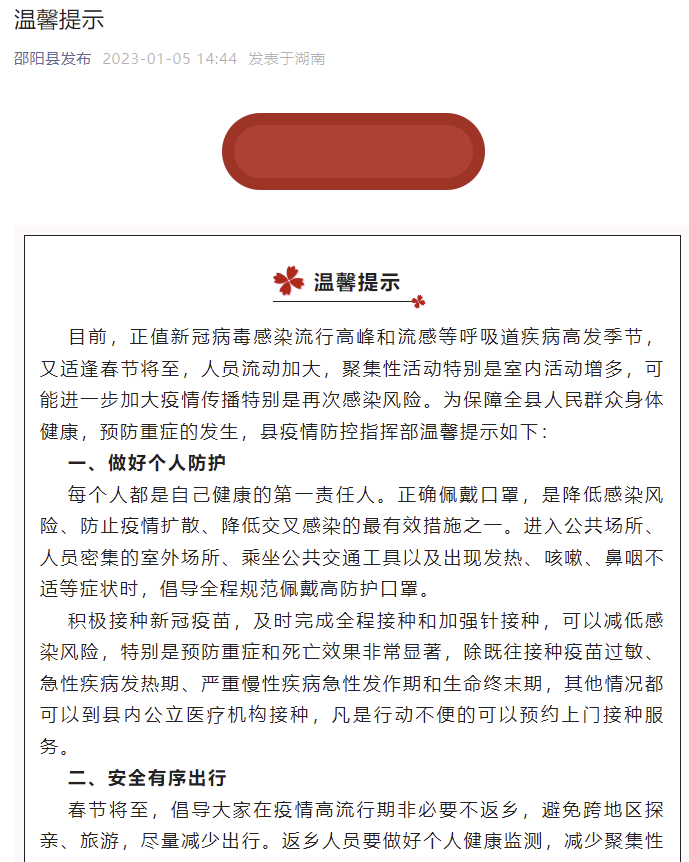 温馨提示
邵阳县发布 2023-01-05 14:44 发表于湖南
温馨提示
目前，正值新冠病毒感染流行高峰和流感等呼吸道疾病高发季节，
又适逢春节将至，人员流动加大，聚集性活动特别是室内活动增多，可
能进一步加大疫情传播特别是再次感染风险。为保障全县人民群众身体
健康，预防重症的发生，县疫情防控指挥部温馨提示如下：
一、做好个人防护
每个人都是自己健康的第一责任人。正确佩戴口罩，是降低感染风
险、防止疫情扩散、降低交叉感染的最有效措施之一。进入公共场所、
人员密集的室外场所、乘坐公共交通工具以及出现发热、咳嗽、鼻咽不
适等症状时，倡导全程规范佩戴高防护口罩。
积极接种新冠疫苗，及时完成全程接种和加强针接种，可以减低感
染风险，特别是预防重症和死亡效果非常显著，除既往接种疫苗过敏、
急性疾病发热期、严重慢性疾病急性发作期和生命终末期，其他情况都
可以到县内公立医疗机构接种，凡是行动不便的可以预约上门接种服
务。
二、安全有序出行
春节将至，倡导大家在疫情高流行期非必要不返乡，避免跨地区探
亲、旅游，尽量减少出行。返乡人员要做好个人健康监测，减少聚集性